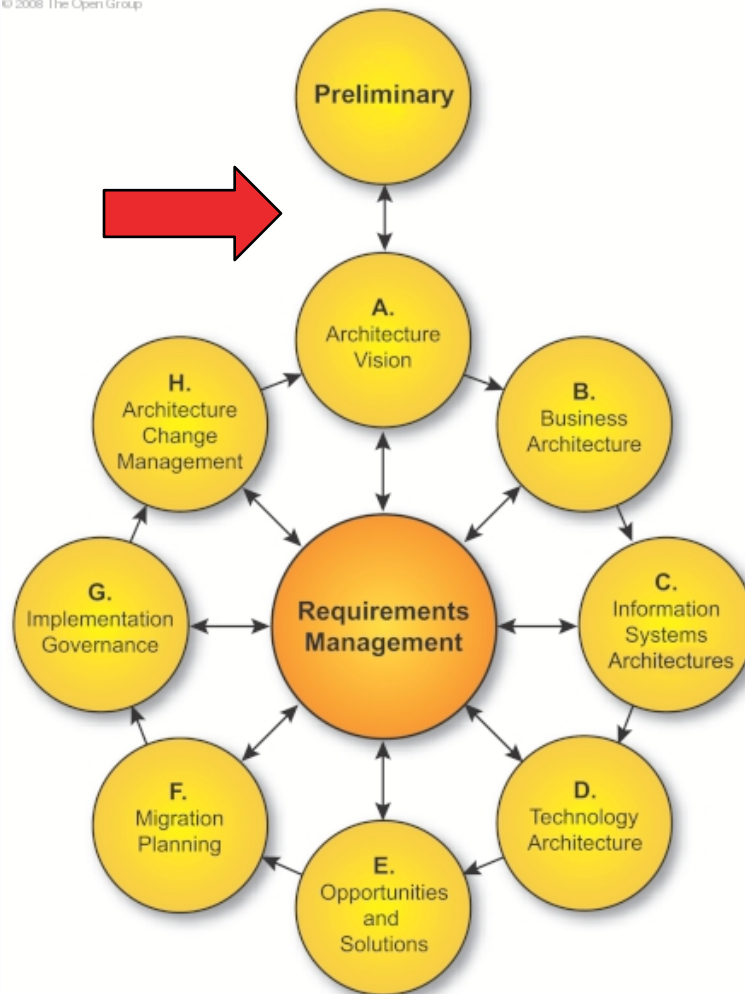 © 2008 The Open Group
Preliminary
A.
Architecture
Vision
H.
Architecture
Change
Management
B.
Business
Architecture
G.
Implementation
Governance
Requirements
Management
C.
Information
Systems
Architectures
F.
Migration
Planning
D.
Technology
Architecture
E.
Opportunities
and
Solutions